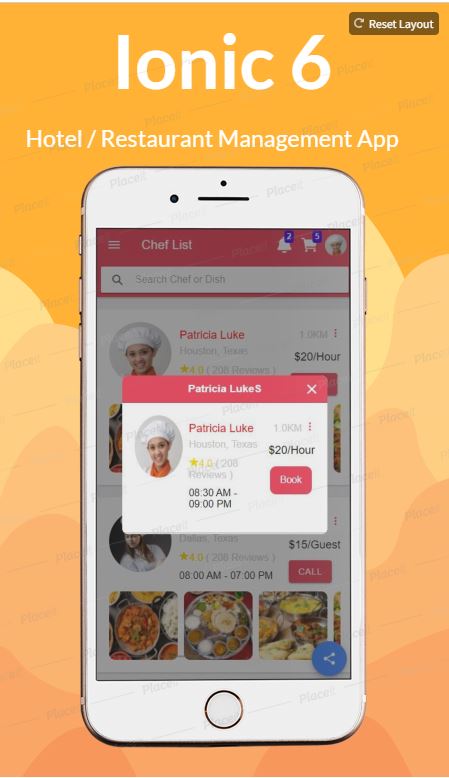 Reset Layout
Ionic 6
Hotel / Restaurant Management App
Chef List
2
5
Search Chef or Dish
Patricia Luke
1.0KM
Houston, Texas
$20/Hour
4.0 ( 208 Reviews )
Patricia LukeS
Patricia Luke
1.0KM
Houston, Texas
$20/Hour
4.0 ( 208
Reviews )
Book
08:30 AM -
09:00 PM
Dallas, Texas
$15/Guest
4.0 ( 208 Reviews )
08:00 AM - 07:00 PM
CALL
Placeit